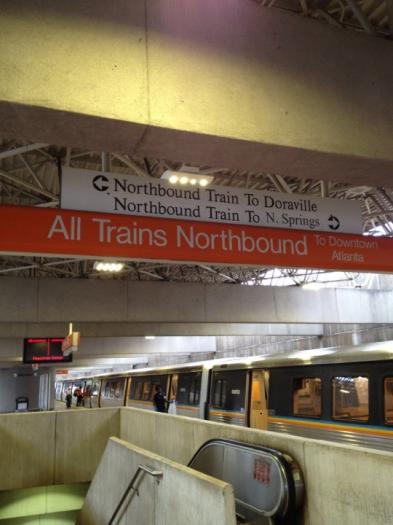 Northbound Train To Doraville
Northbound Train To N. Springs
All Trains Northbound To Downtown
Atlanta